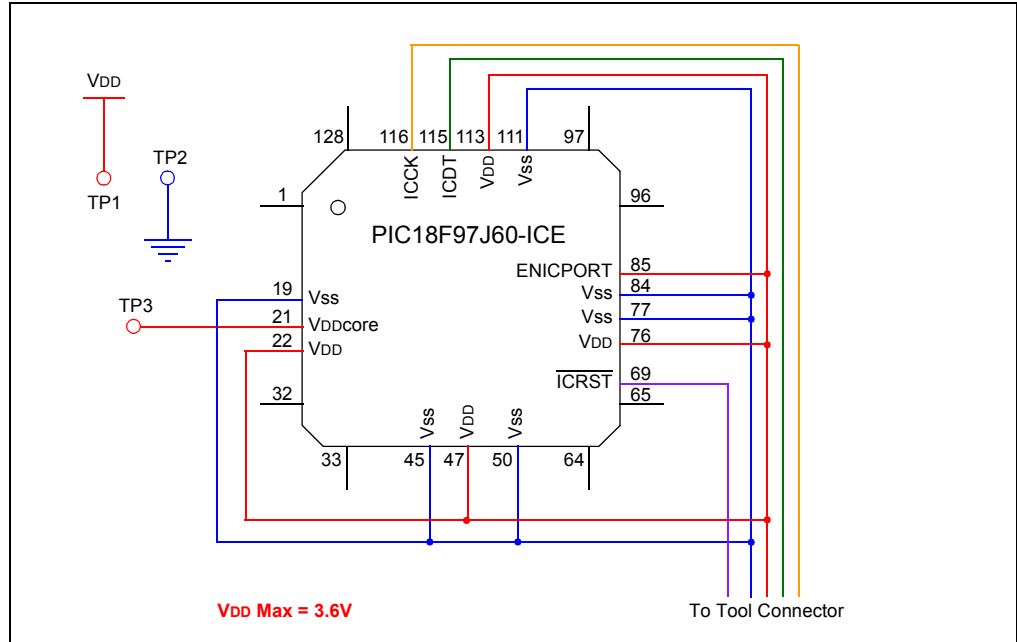 VDD
TP1
TP2
TP3
128
116
115
113
111
97
ICCK
ICDT
VDD
Vss
1
96
PIC18F97J60-ICE
ENICPORT
85
Vss
84
Vss
77
VDD
76
ICRST
69
65
19
Vss
21
VDDcore
22
VDD
32
33
Vss
45
VDD
47
Vss
50
64
VDD Max = 3.6V
To Tool Connector